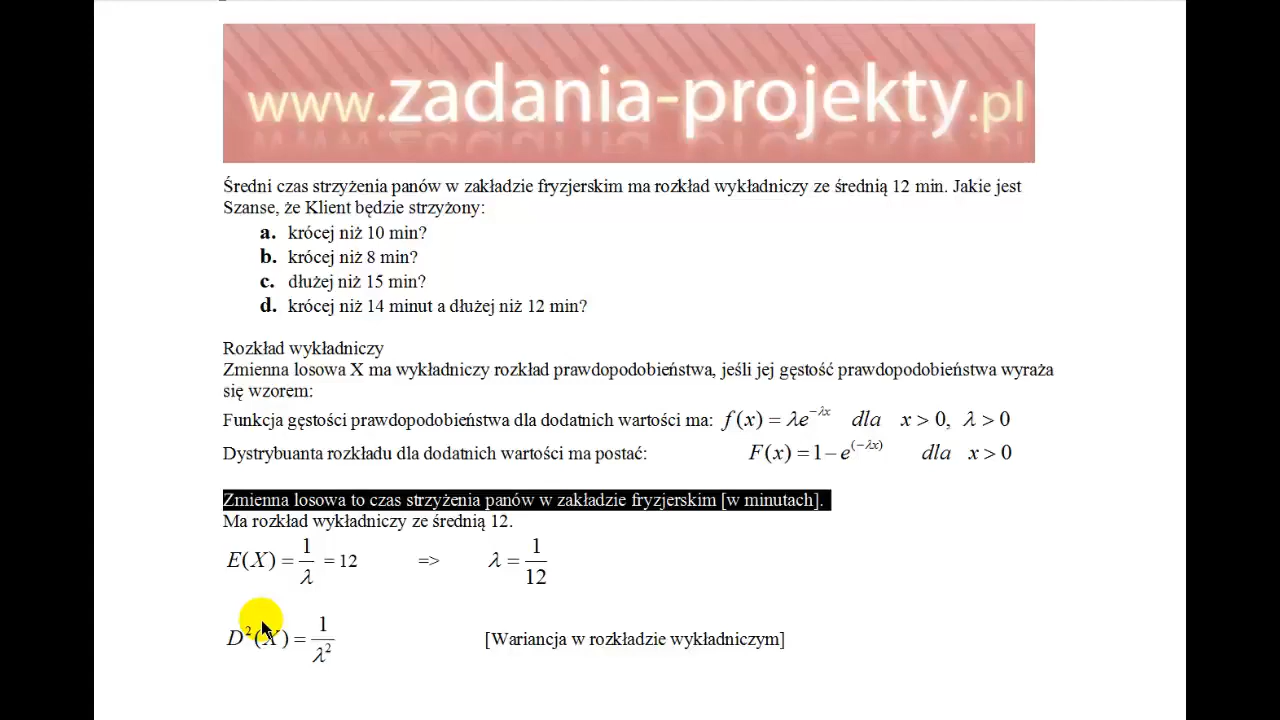 www.zadania-projekty.pl
Średni czas strzyżenia panów w zakładzie fryzjerskim ma rozkład wykładniczy ze średnią 12 min. Jakie jest
Szanse, że Klient będzie strzyżony:
a. krócej niż 10 min?
b. krócej niż 8 min?
c. dłużej niż 15 min?
d. krócej niż 14 minut a dłużej niż 12 min?
Rozkład wykładniczy
Zmienna losowa X ma wykładniczy rozkład prawdopodobieństwa, jeśli jej gęstość prawdopodobieństwa wyraża
się wzorem:
Funkcja gęstości prawdopodobieństwa dla dodatnich wartości ma: f(x) = λe^{-λx} dla x > 0, λ > 0
Dystrybuanta rozkładu dla dodatnich wartości ma postać: F(x) = 1 - e^{(-λx)} dla x > 0
Zmienna losowa to czas strzyżenia panów w zakładzie fryzjerskim [w minutach].
Ma rozkład wykładniczy ze średnią 12.
E(X) = 1/λ = 12 => λ = 1/12
D²(X) = 1/λ² [Wariancja w rozkładzie wykładniczym]